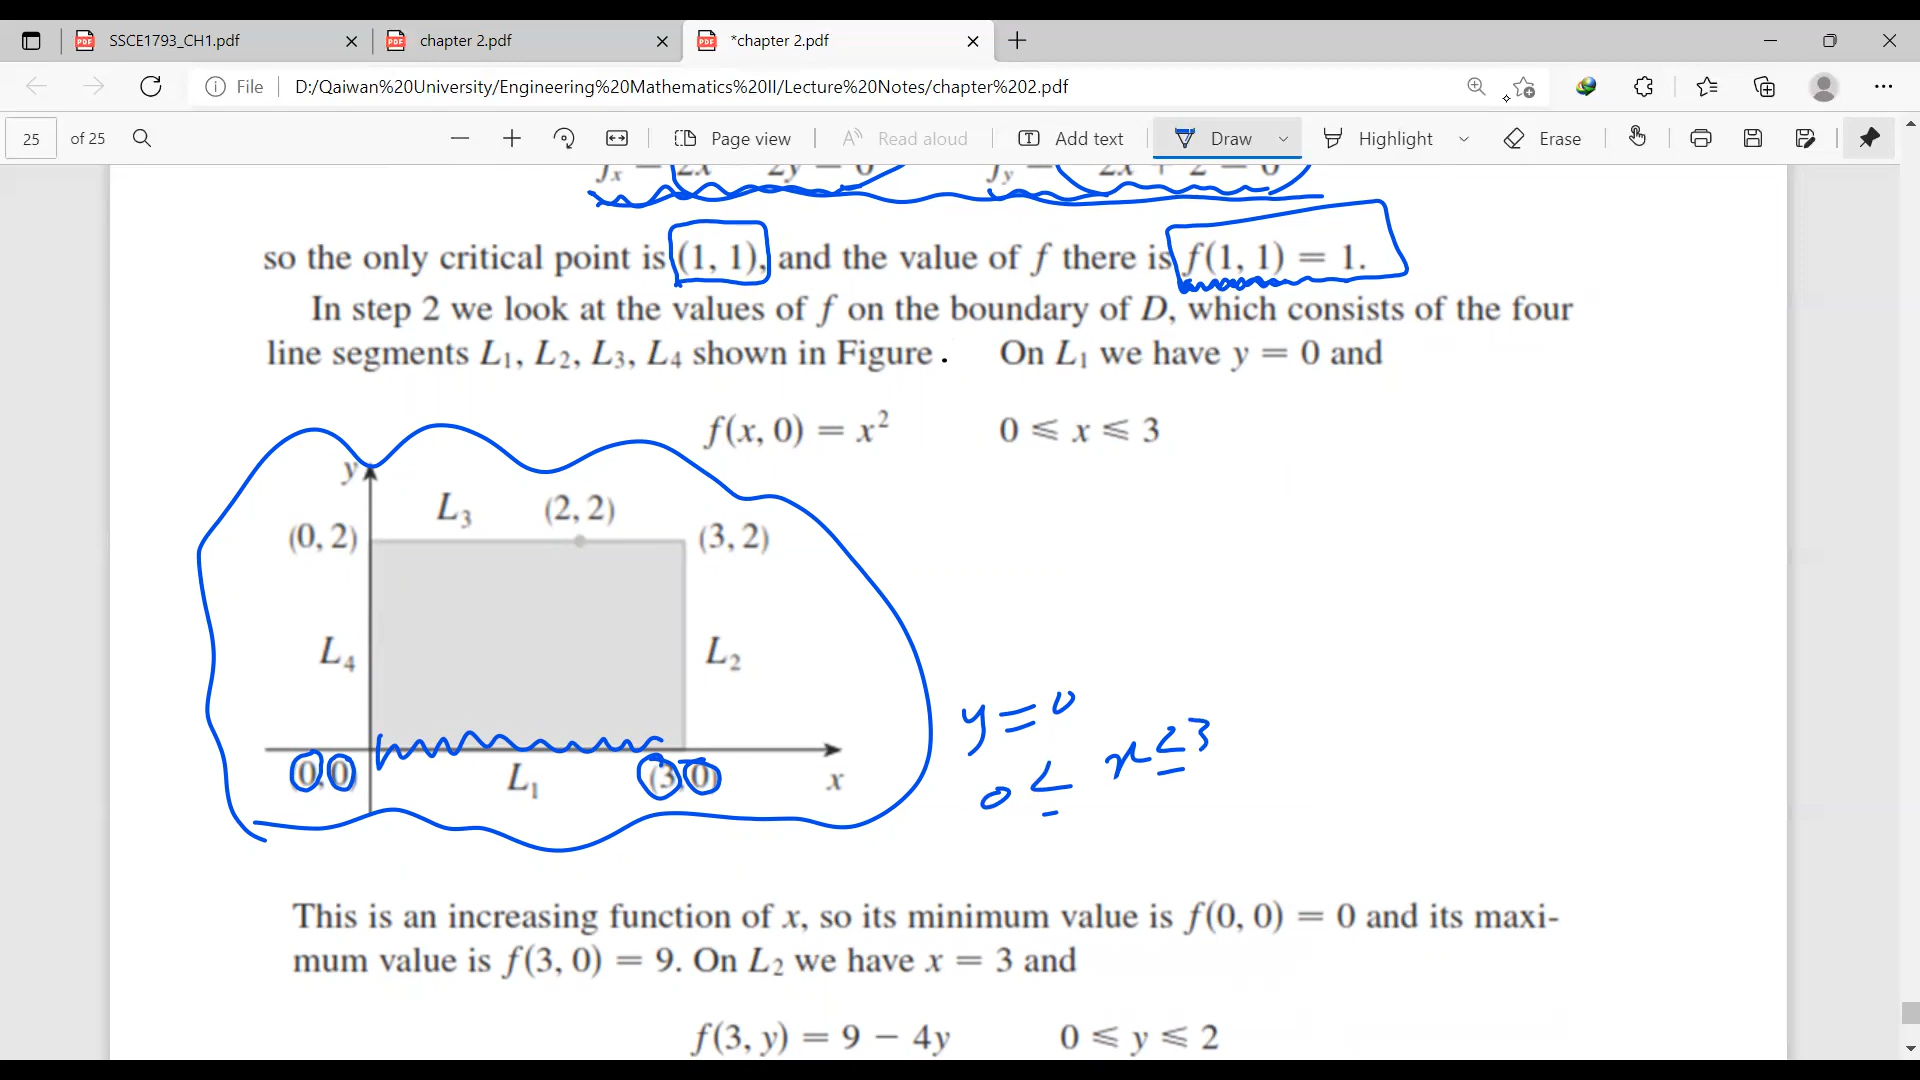 SSCE1793_CH1.pdf
chapter 2.pdf
*chapter 2.pdf
File D:/Qaiwan%20University/Engineering%20Mathematics%20II/Lecture%20Notes/chapter%202.pdf
25 of 25 Page view Read aloud Add text Draw Highlight Erase
so the only critical point is (1, 1), and the value of f there is f(1, 1) = 1.
In step 2 we look at the values of f on the boundary of D, which consists of the four
line segments L₁, L₂, L₃, L₄ shown in Figure . On L₁ we have y = 0 and
f(x, 0) = x² 0 ⩽ x ⩽ 3
y
L₃ (2, 2)
(0, 2) (3, 2)
L₄ L₂
y = 0
0 ≤ x ≤ 3
(0,0) L₁ (3,0) x
This is an increasing function of x, so its minimum value is f(0, 0) = 0 and its maxi-
mum value is f(3, 0) = 9. On L₂ we have x = 3 and
f(3, y) = 9 − 4y 0 ⩽ y ⩽ 2